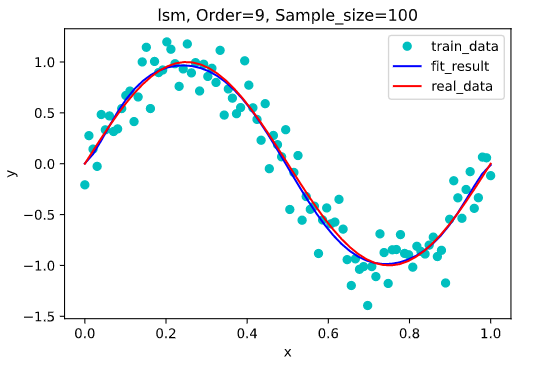 lsm, Order=9, Sample_size=100
train_data
fit_result
real_data
1.0
0.5
0.0
−0.5
−1.0
−1.5
y
0.0 0.2 0.4 0.6 0.8 1.0
x